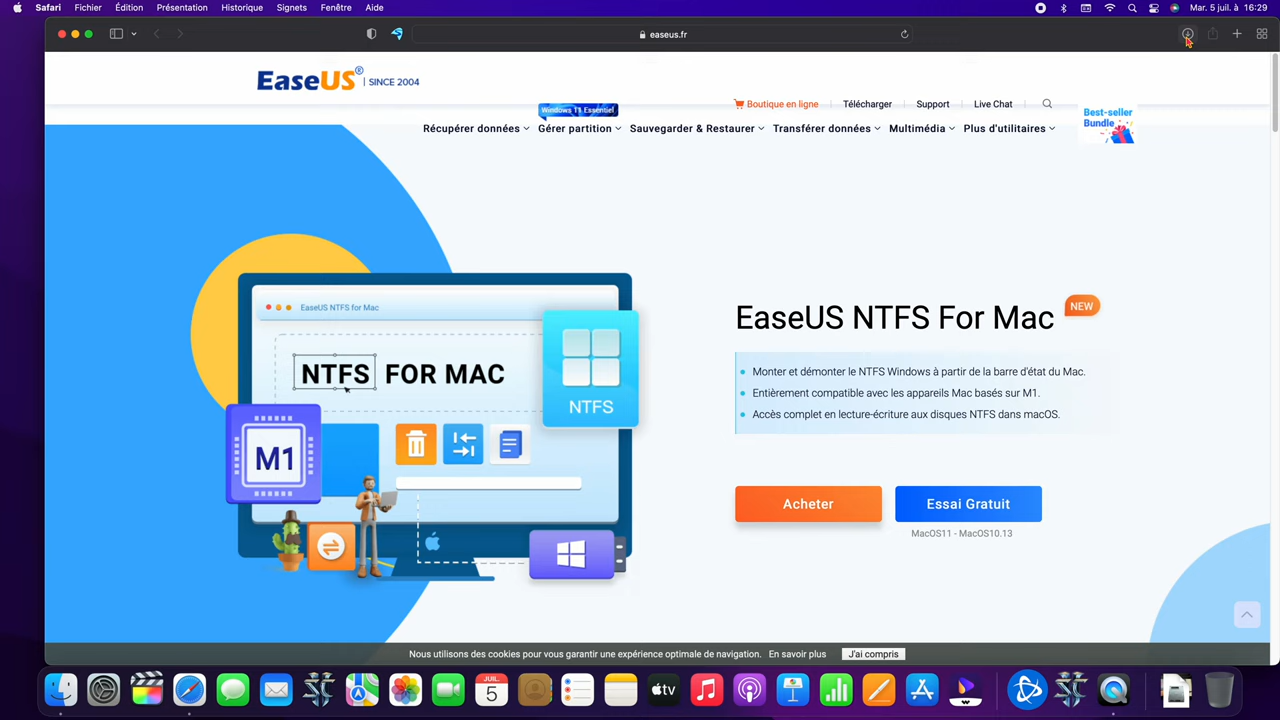 Safari Fichier Édition Présentation Historique Signets Fenêtre Aide Mar. 5 juil. à 16:29
easeus.fr
EaseUS® | SINCE 2004
Boutique en ligne Télécharger Support Live Chat
Windows 11 Essentiel
Récupérer données Gérer partition Sauvegarder & Restaurer Transférer données Multimédia Plus d'utilitaires
Best-seller
Bundle
EaseUS NTFS for Mac
NTFS FOR MAC
NTFS
M1
EaseUS NTFS For Mac NEW
Monter et démonter le NTFS Windows à partir de la barre d'état du Mac.
Entièrement compatible avec les appareils Mac basés sur M1.
Accès complet en lecture-écriture aux disques NTFS dans macOS.
Acheter Essai Gratuit
MacOS11 - MacOS10.13
Nous utilisons des cookies pour vous garantir une expérience optimale de navigation. En savoir plus J'ai compris
JUIL.
5
tv